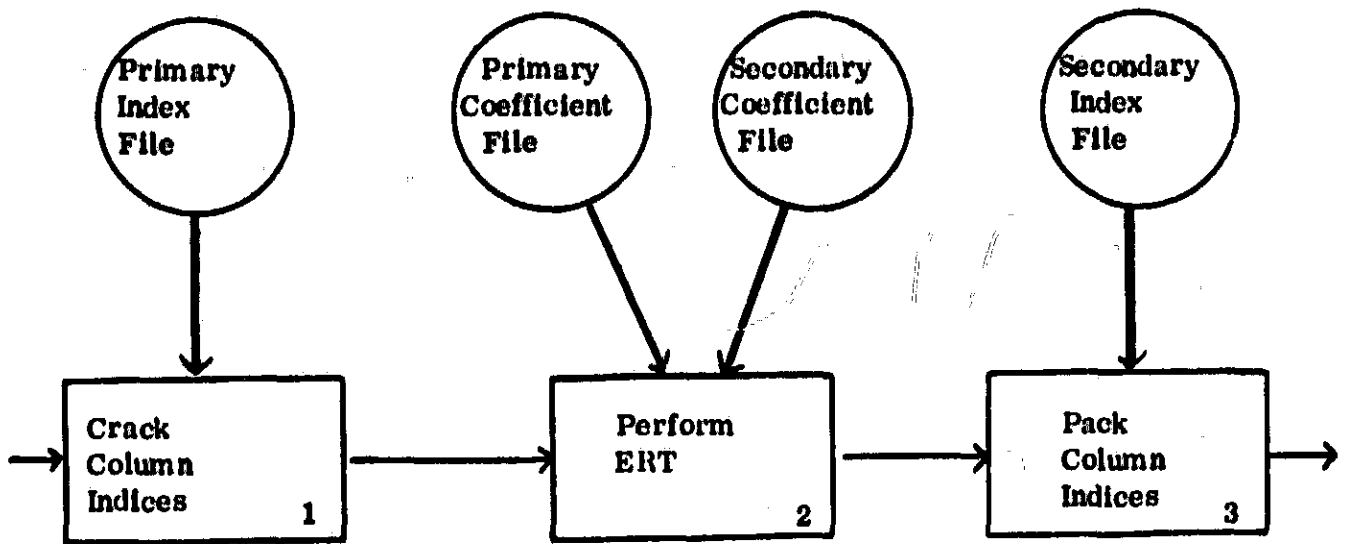 Primary
Index
File
Primary
Coefficient
File
Secondary
Coefficient
File
Secondary
Index
File
Crack
Column
Indices
1
Perform
ERT
2
Pack
Column
Indices
3